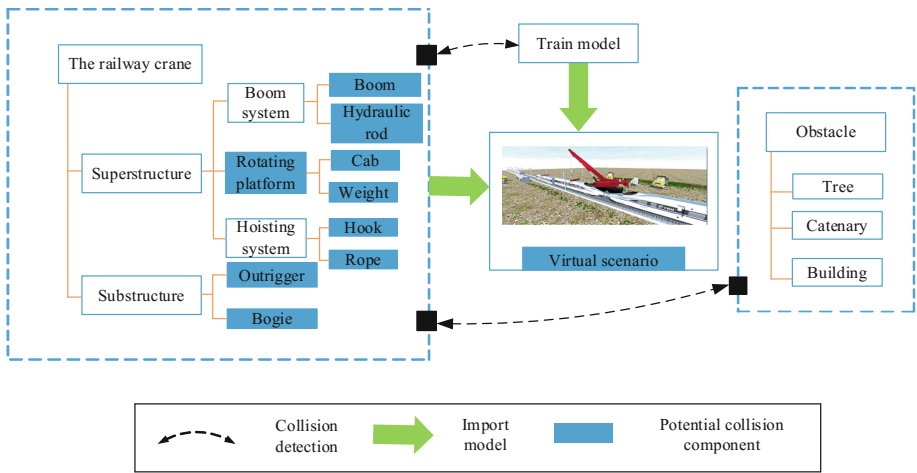 The railway crane
Superstructure
Substructure
Boom
system
Rotating
platform
Hoisting
system
Outrigger
Bogie
Boom
Hydraulic
rod
Cab
Weight
Hook
Rope
Train model
Virtual scenario
Obstacle
Tree
Catenary
Building
Collision
detection
Import
model
Potential collision
component